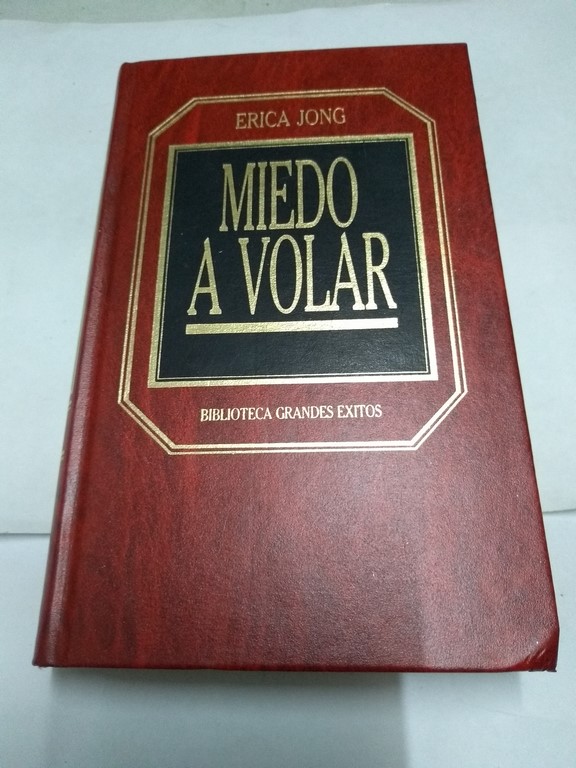 ERICA JONG
MIEDO
A VOLAR
BIBLIOTECA GRANDES EXITOS